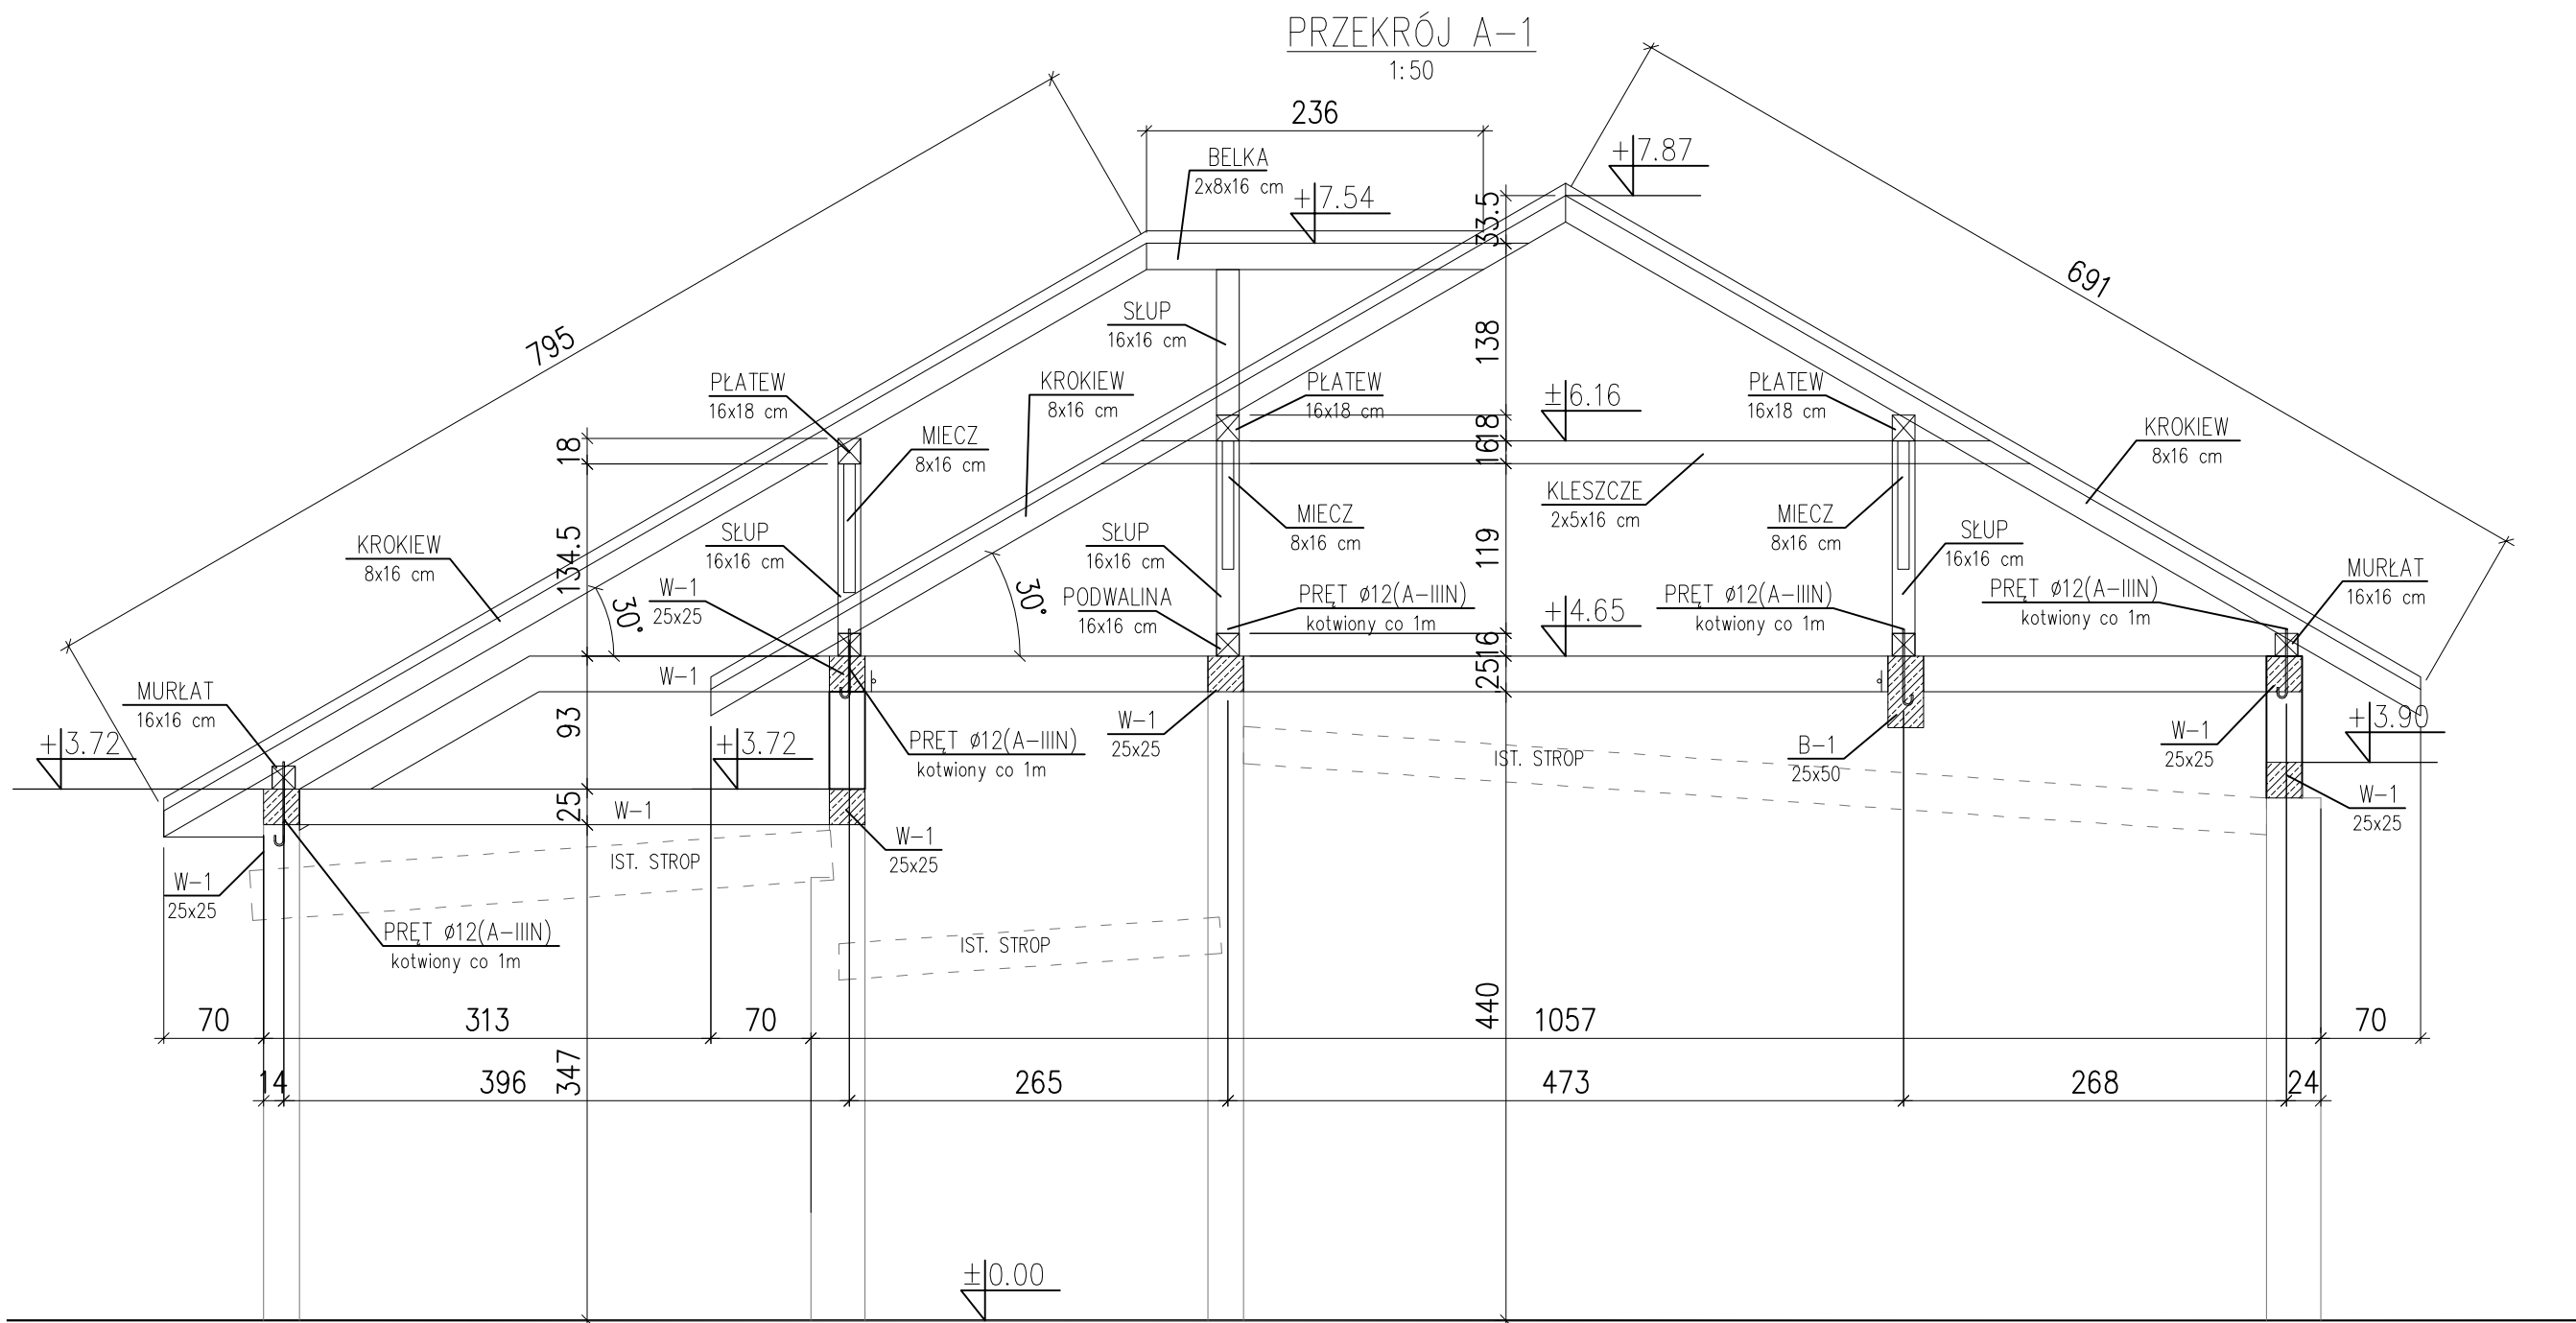 PRZEKRÓJ A-1
1:50
236
BELKA
2x8x16 cm
+7.54
+7.87
33.5
691
795
SŁUP
16x16 cm
138
PŁATEW
16x18 cm
KROKIEW
8x16 cm
PŁATEW
16x18 cm
±6.16
PŁATEW
16x18 cm
KROKIEW
8x16 cm
18
MIECZ
8x16 cm
18
16
KLESZCZE
2x5x16 cm
MIECZ
8x16 cm
MIECZ
8x16 cm
KROKIEW
8x16 cm
134.5
SŁUP
16x16 cm
SŁUP
16x16 cm
119
SŁUP
16x16 cm
30°
W-1
25x25
30°
PODWALINA
16x16 cm
PRĘT ø12(A-IIIN)
kotwiony co 1m
+4.65
PRĘT ø12(A-IIIN)
kotwiony co 1m
PRĘT ø12(A-IIIN)
kotwiony co 1m
MURŁAT
16x16 cm
16
25
W-1
MURŁAT
16x16 cm
93
+3.72
+3.72
PRĘT ø12(A-IIIN)
kotwiony co 1m
W-1
25x25
IST. STROP
B-1
25x50
W-1
25x25
+3.90
25
W-1
W-1
25x25
W-1
25x25
IST. STROP
W-1
25x25
PRĘT ø12(A-IIIN)
kotwiony co 1m
IST. STROP
70
313
70
440
1057
70
14
396
347
265
473
268
24
±0.00